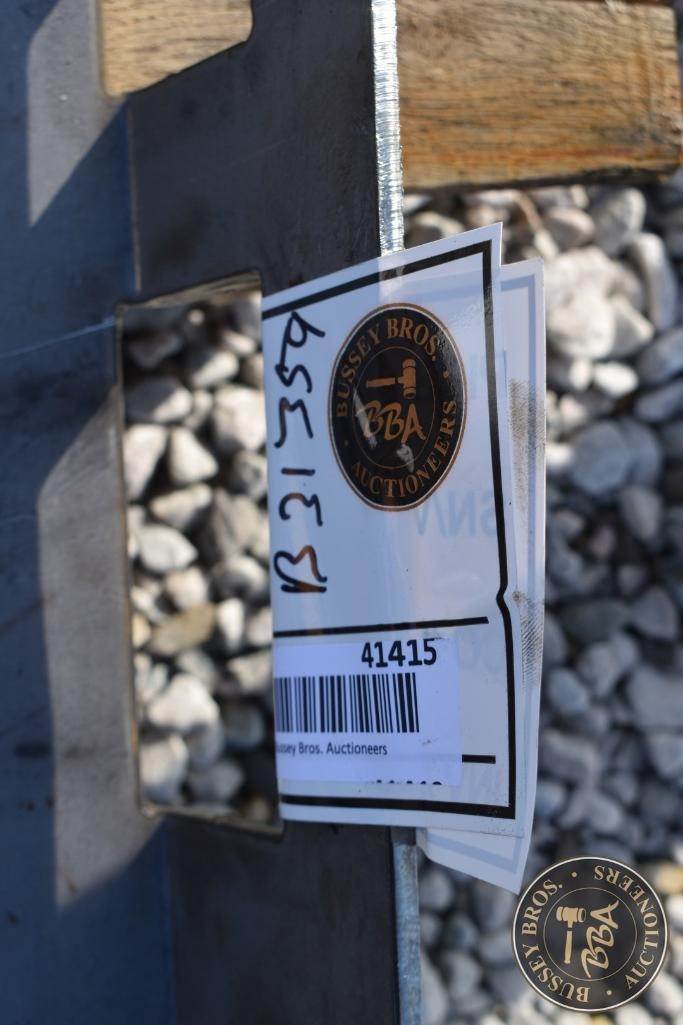 BUSSEY BROS.
BBA
· AUCTIONEERS ·
B31359
41415
Bussey Bros. Auctioneers
BUSSEY BROS.
BBA
· AUCTIONEERS ·